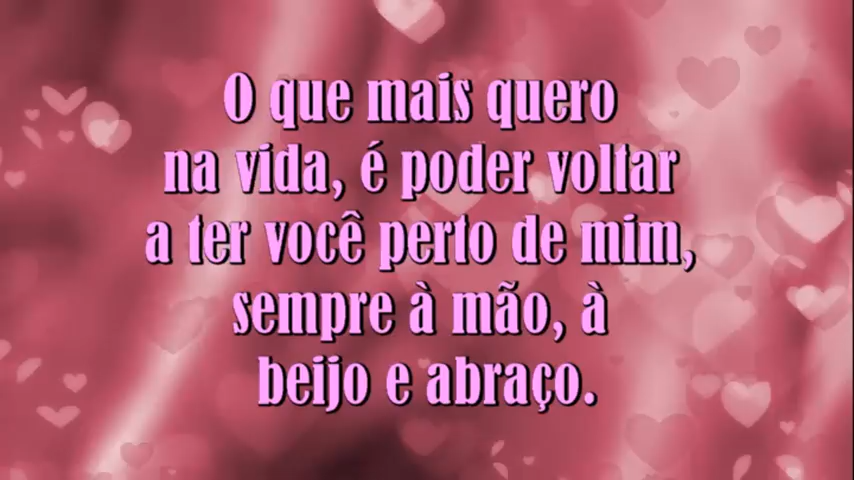 O que mais quero
na vida, é poder voltar
a ter você perto de mim,
sempre à mão, à
beijo e abraço.